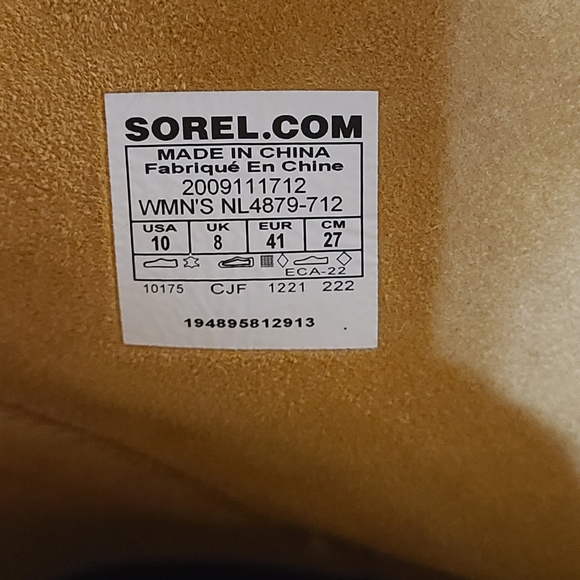 SOREL.COM
MADE IN CHINA
Fabriqué En Chine
2009111712
WMN'S NL4879-712
USA UK EUR CM
10 8 41 27
ECA-22
10175 CJF 1221 222
194895812913